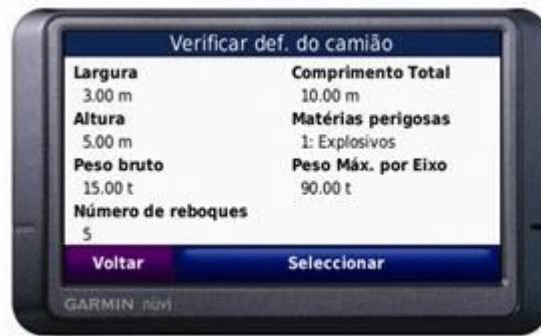 Verificar def. do camião
Largura
3.00 m
Comprimento Total
10.00 m
Altura
5.00 m
Matérias perigosas
1: Explosivos
Peso bruto
15.00 t
Peso Máx. por Eixo
90.00 t
Número de reboques
5
Voltar
Seleccionar
GARMIN nüvi